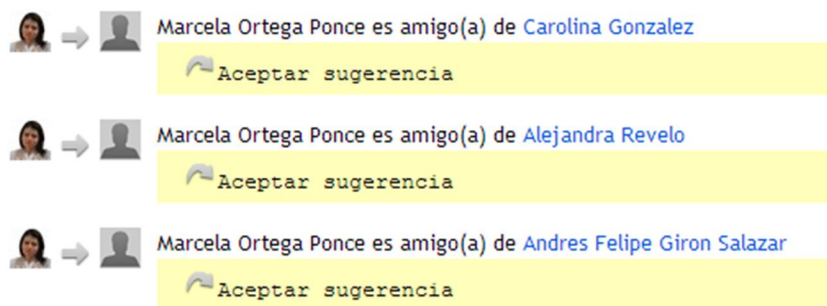 Marcela Ortega Ponce es amigo(a) de Carolina Gonzalez
Aceptar sugerencia
Marcela Ortega Ponce es amigo(a) de Alejandra Revelo
Aceptar sugerencia
Marcela Ortega Ponce es amigo(a) de Andres Felipe Giron Salazar
Aceptar sugerencia